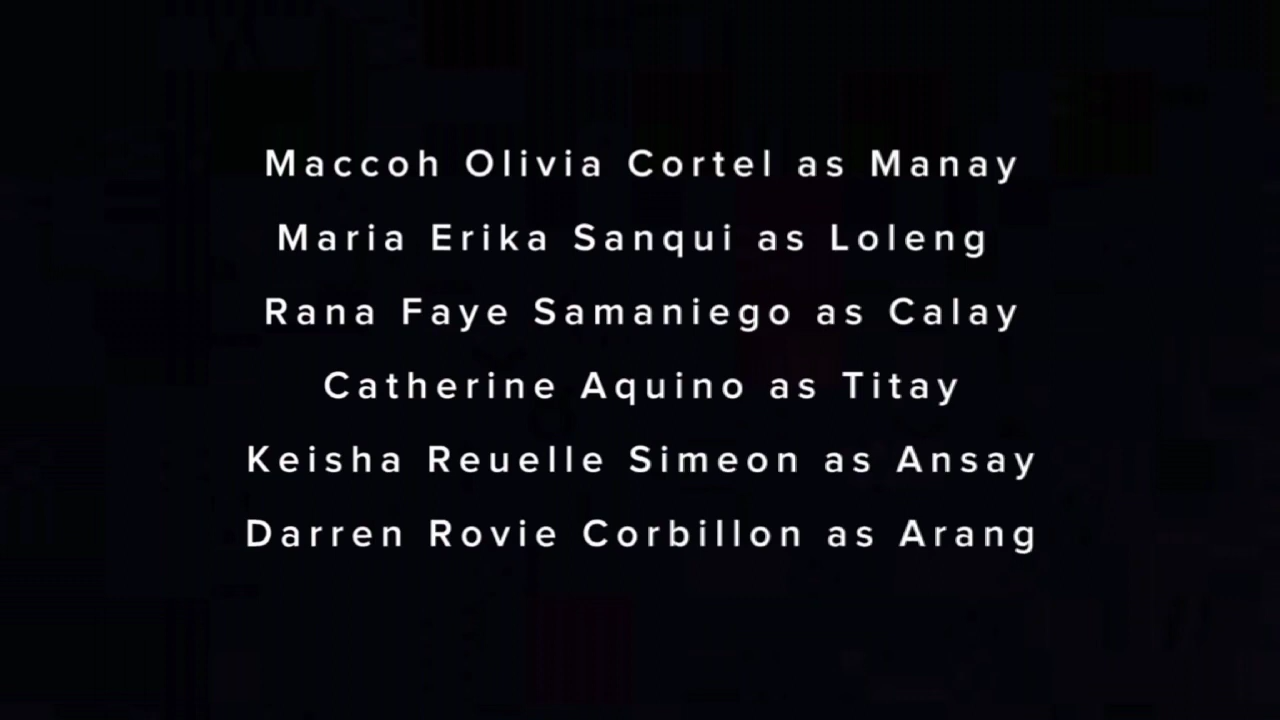 Maccoh Olivia Cortel as Manay
Maria Erika Sanqui as Loleng
Rana Faye Samaniego as Calay
Catherine Aquino as Titay
Keisha Reuelle Simeon as Ansay
Darren Rovie Corbillon as Arang